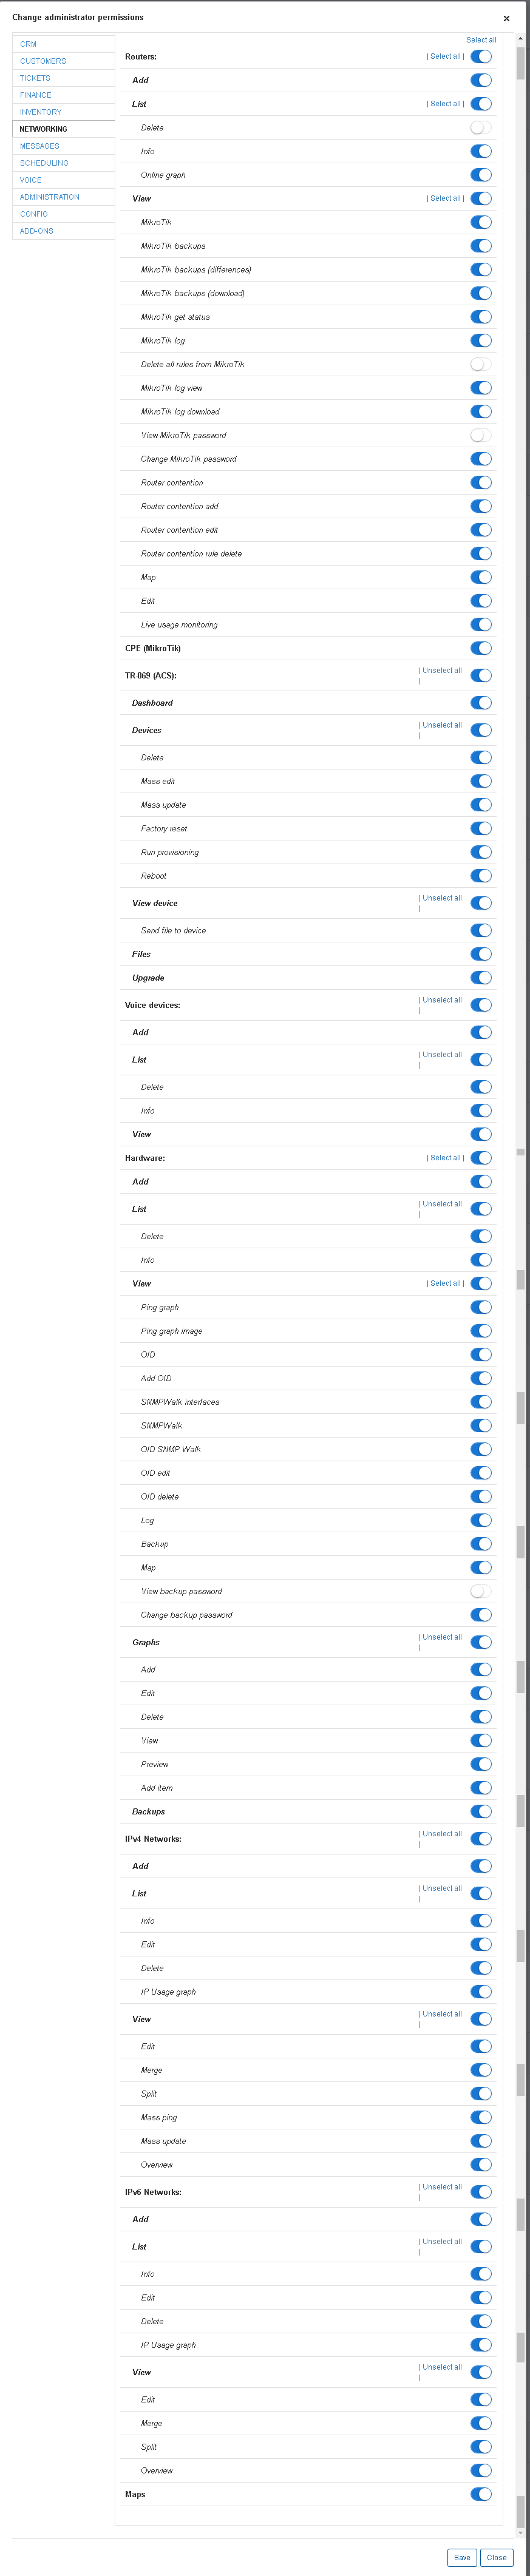 Change administrator permissions
×
CRM
CUSTOMERS
TICKETS
FINANCE
INVENTORY
NETWORKING
MESSAGES
SCHEDULING
VOICE
ADMINISTRATION
CONFIG
ADD-ONS
Select all
Routers: | Select all |
Add
List | Select all |
Delete
Info
Online graph
View | Select all |
MikroTik
MikroTik backups
MikroTik backups (differences)
MikroTik backups (download)
MikroTik get status
MikroTik log
Delete all rules from MikroTik
MikroTik log view
MikroTik log download
View MikroTik password
Change MikroTik password
Router contention
Router contention add
Router contention edit
Router contention rule delete
Map
Edit
Live usage monitoring
CPE (MikroTik)
TR-069 (ACS): | Unselect all
|
Dashboard
Devices | Unselect all
|
Delete
Mass edit
Mass update
Factory reset
Run provisioning
Reboot
View device | Unselect all
|
Send file to device
Files
Upgrade
Voice devices: | Unselect all
|
Add
List | Unselect all
|
Delete
Info
View
Hardware: | Select all |
Add
List | Unselect all
|
Delete
Info
View | Select all |
Ping graph
Ping graph image
OID
Add OID
SNMPWalk interfaces
SNMPWalk
OID SNMP Walk
OID edit
OID delete
Log
Backup
Map
View backup password
Change backup password
Graphs | Unselect all
|
Add
Edit
Delete
View
Preview
Add item
Backups
IPv4 Networks: | Unselect all
|
Add
List | Unselect all
|
Info
Edit
Delete
IP Usage graph
View | Unselect all
|
Edit
Merge
Split
Mass ping
Mass update
Overview
IPv6 Networks: | Unselect all
|
Add
List | Unselect all
|
Info
Edit
Delete
IP Usage graph
View | Unselect all
|
Edit
Merge
Split
Overview
Maps
Save Close